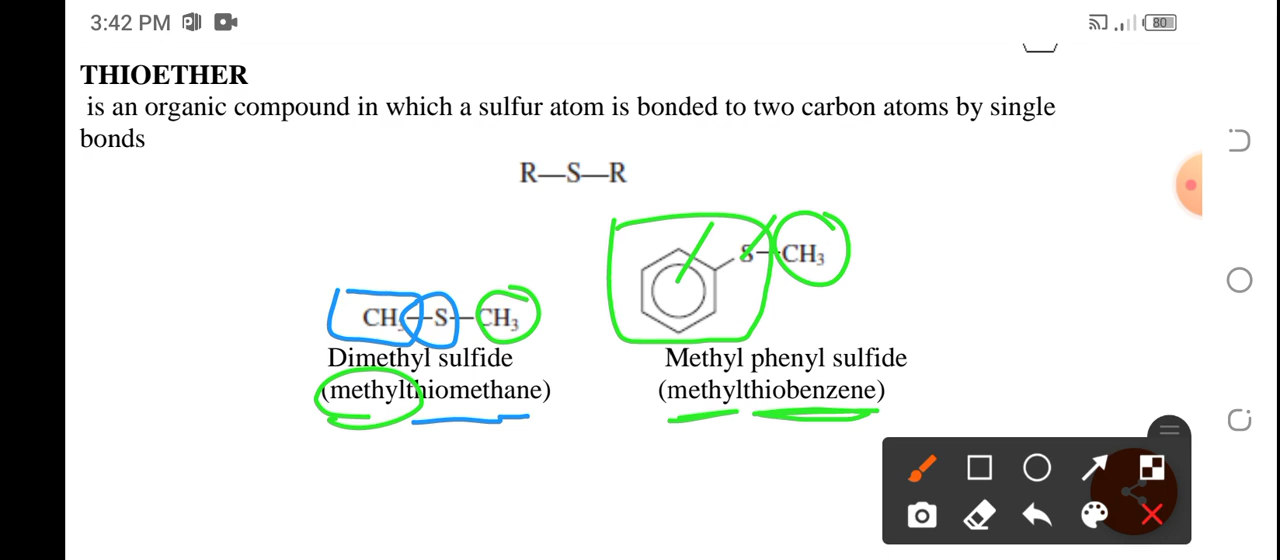 3:42 PM
80
THIOETHER
is an organic compound in which a sulfur atom is bonded to two carbon atoms by single
bonds
R—S—R
S—CH₃
CH₃—S—CH₃
Dimethyl sulfide
Methyl phenyl sulfide
(methylthiomethane)
(methylthiobenzene)